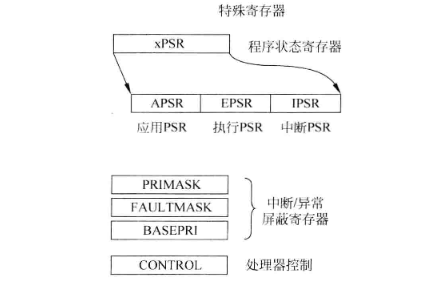 特殊寄存器
xPSR 程序状态寄存器
APSR EPSR IPSR
应用PSR 执行PSR 中断PSR
PRIMASK
FAULTMASK
BASEPRI
中断/异常
屏蔽寄存器
CONTROL 处理器控制